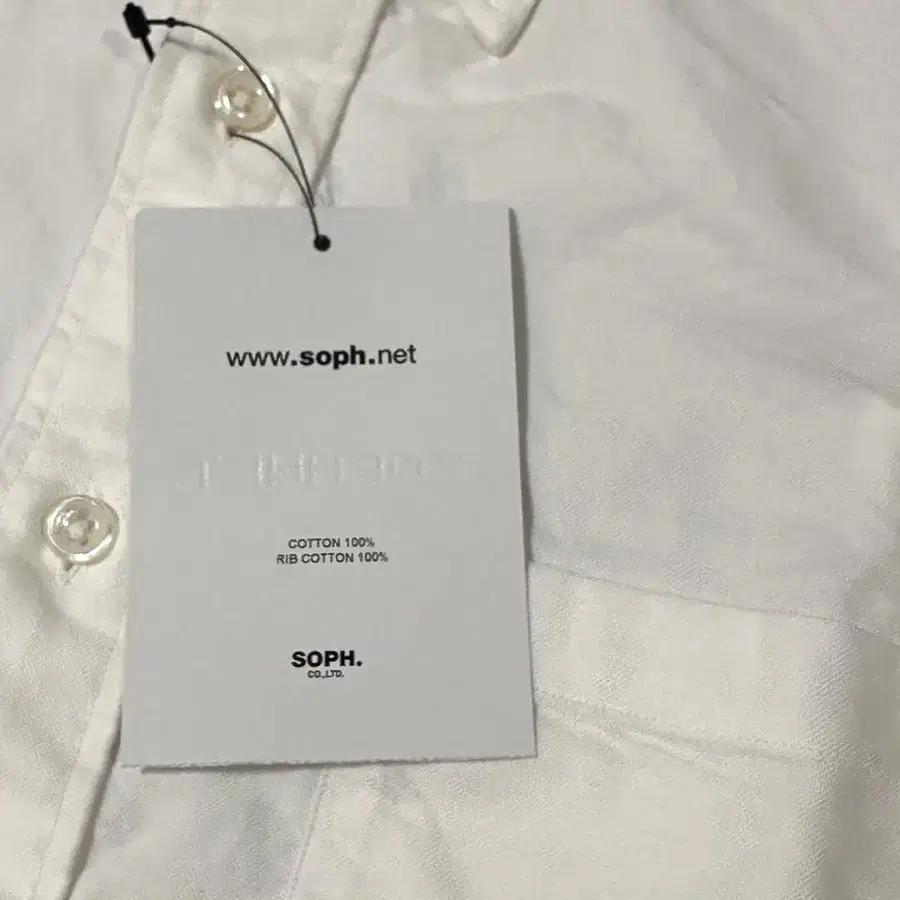 www.soph.net
COTTON 100%
RIB COTTON 100%
SOPH.
CO.,LTD.